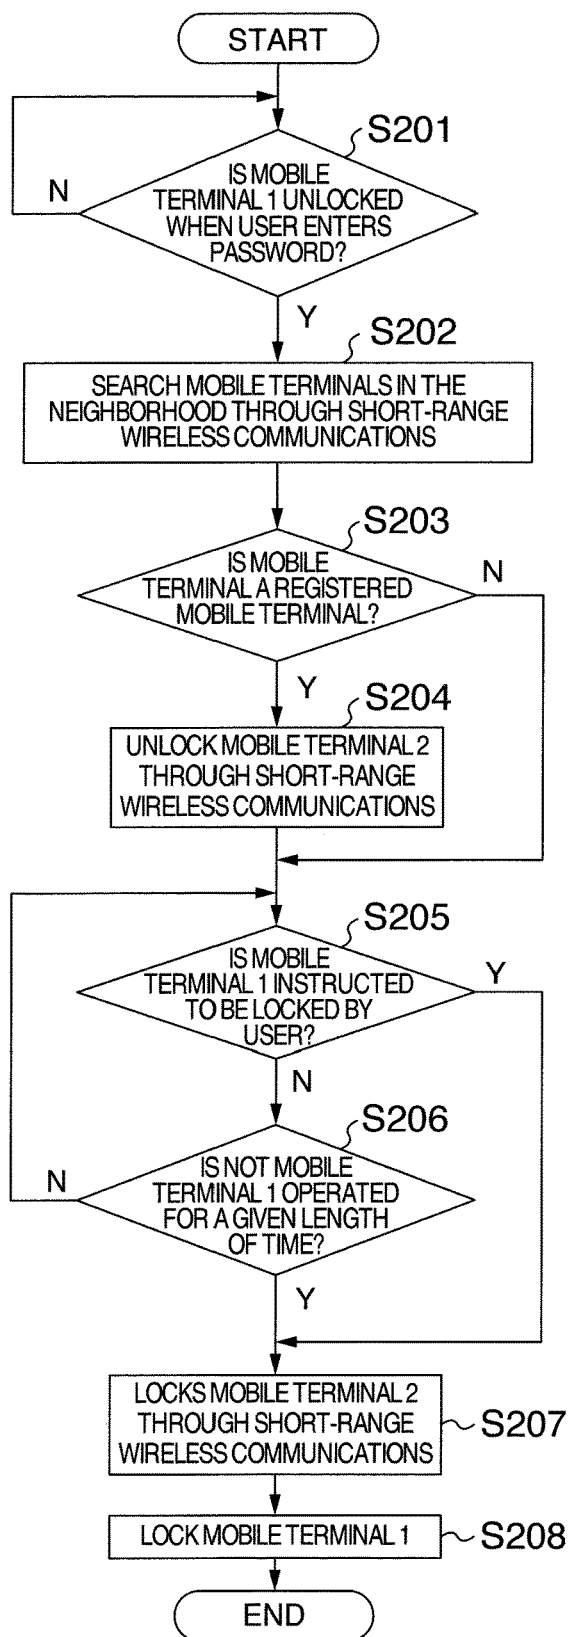 START
S201
IS MOBILE
TERMINAL 1 UNLOCKED
WHEN USER ENTERS
PASSWORD?
N
Y
S202
SEARCH MOBILE TERMINALS IN THE
NEIGHBORHOOD THROUGH SHORT-RANGE
WIRELESS COMMUNICATIONS
S203
IS MOBILE
TERMINAL A REGISTERED
MOBILE TERMINAL?
N
Y
S204
UNLOCK MOBILE TERMINAL 2
THROUGH SHORT-RANGE
WIRELESS COMMUNICATIONS
S205
IS MOBILE
TERMINAL 1 INSTRUCTED
TO BE LOCKED BY
USER?
Y
N
S206
IS NOT MOBILE
TERMINAL 1 OPERATED
FOR A GIVEN LENGTH
OF TIME?
N
Y
LOCKS MOBILE TERMINAL 2
THROUGH SHORT-RANGE
WIRELESS COMMUNICATIONS
S207
LOCK MOBILE TERMINAL 1
S208
END